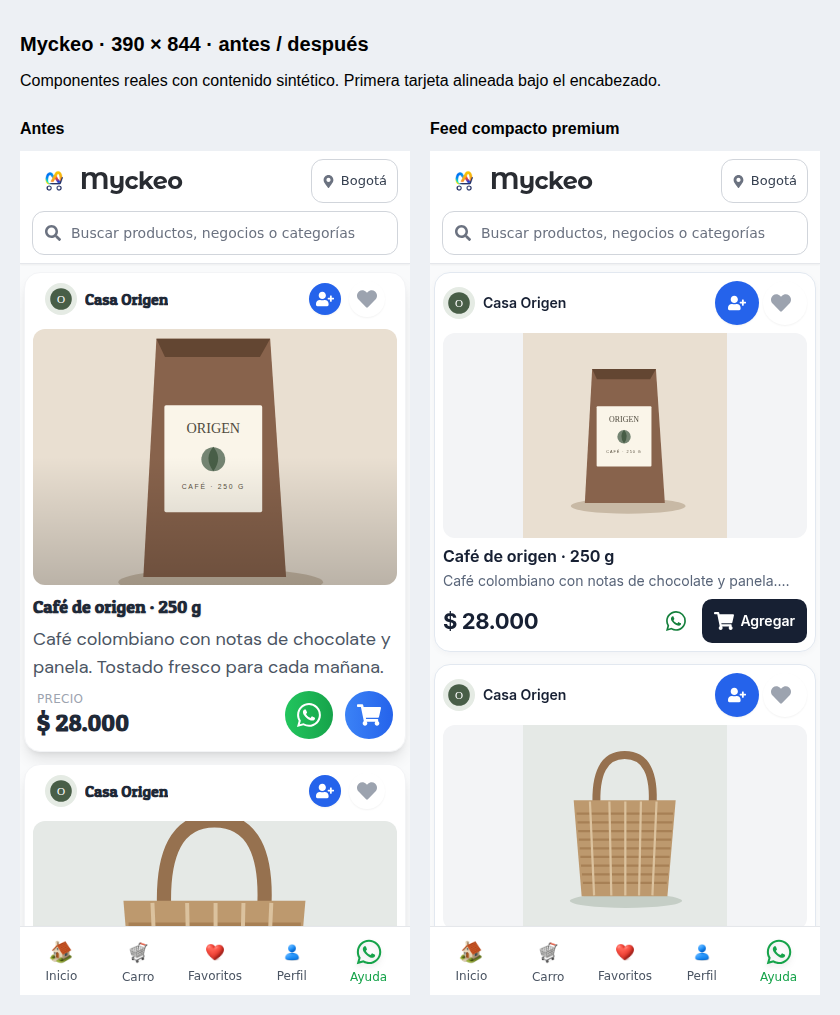 Myckeo · 390 × 844 · antes / después
Componentes reales con contenido sintético. Primera tarjeta alineada bajo el encabezado.
Antes
Myckeo
Bogotá
Buscar productos, negocios o categorías
O
Casa Origen
ORIGEN
CAFÉ · 250 G
Café de origen · 250 g
Café colombiano con notas de chocolate y
panela. Tostado fresco para cada mañana.
PRECIO
$ 28.000
O
Casa Origen
Inicio
Carro
Favoritos
Perfil
Ayuda
Feed compacto premium
Myckeo
Bogotá
Buscar productos, negocios o categorías
O
Casa Origen
ORIGEN
CAFÉ · 250 G
Café de origen · 250 g
Café colombiano con notas de chocolate y panela....
$ 28.000
Agregar
O
Casa Origen
Inicio
Carro
Favoritos
Perfil
Ayuda